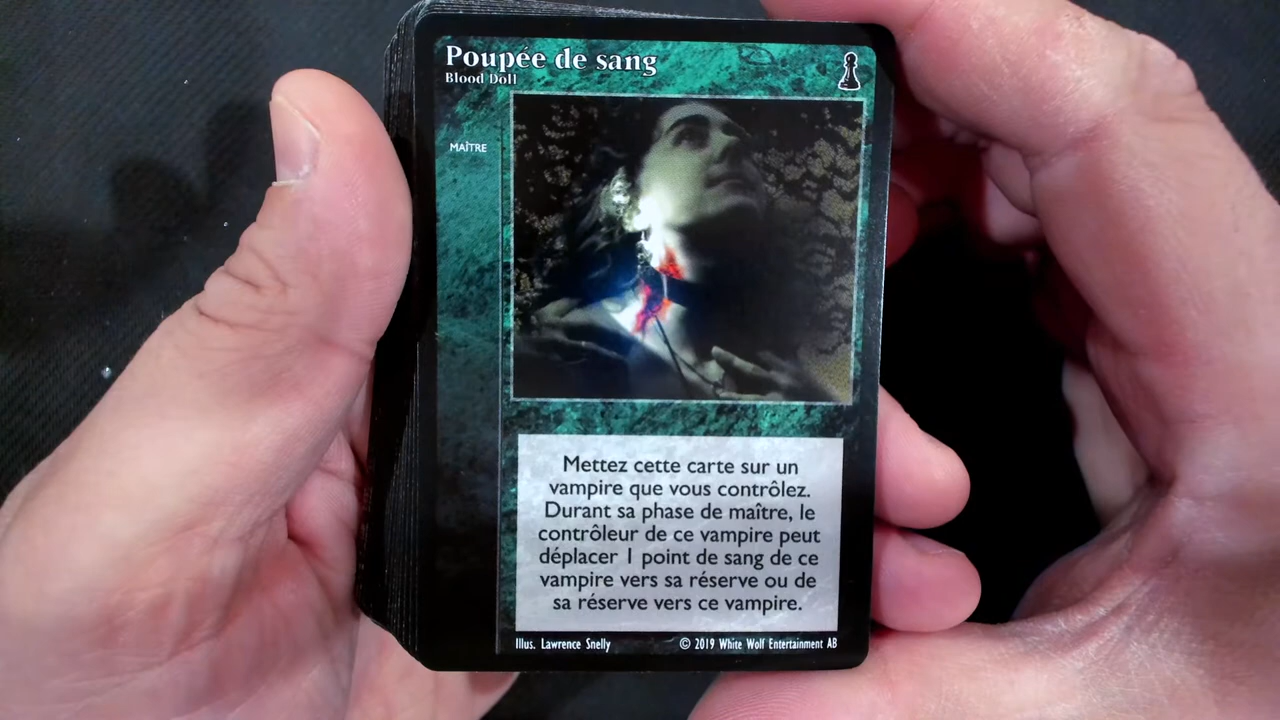 Poupée de sang
Blood Doll
MAÎTRE
Mettez cette carte sur un
vampire que vous contrôlez.
Durant sa phase de maître, le
contrôleur de ce vampire peut
déplacer 1 point de sang de ce
vampire vers sa réserve ou de
sa réserve vers ce vampire.
Illus. Lawrence Snelly
© 2019 White Wolf Entertainment AB